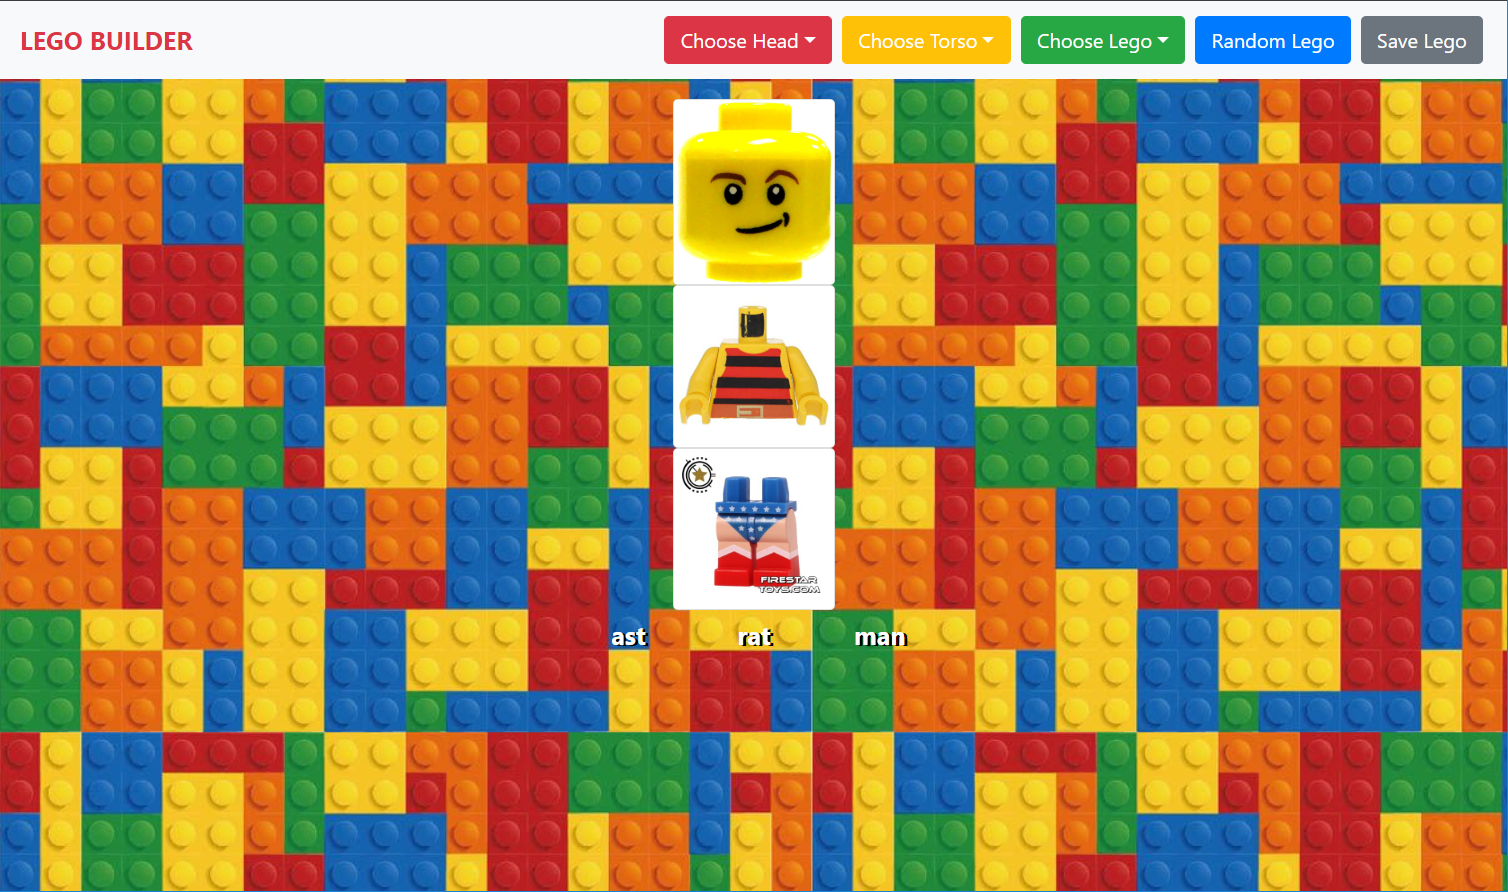 LEGO BUILDER
Choose Head
Choose Torso
Choose Lego
Random Lego
Save Lego
FIRESTAR
TOYS.COM
ast rat man